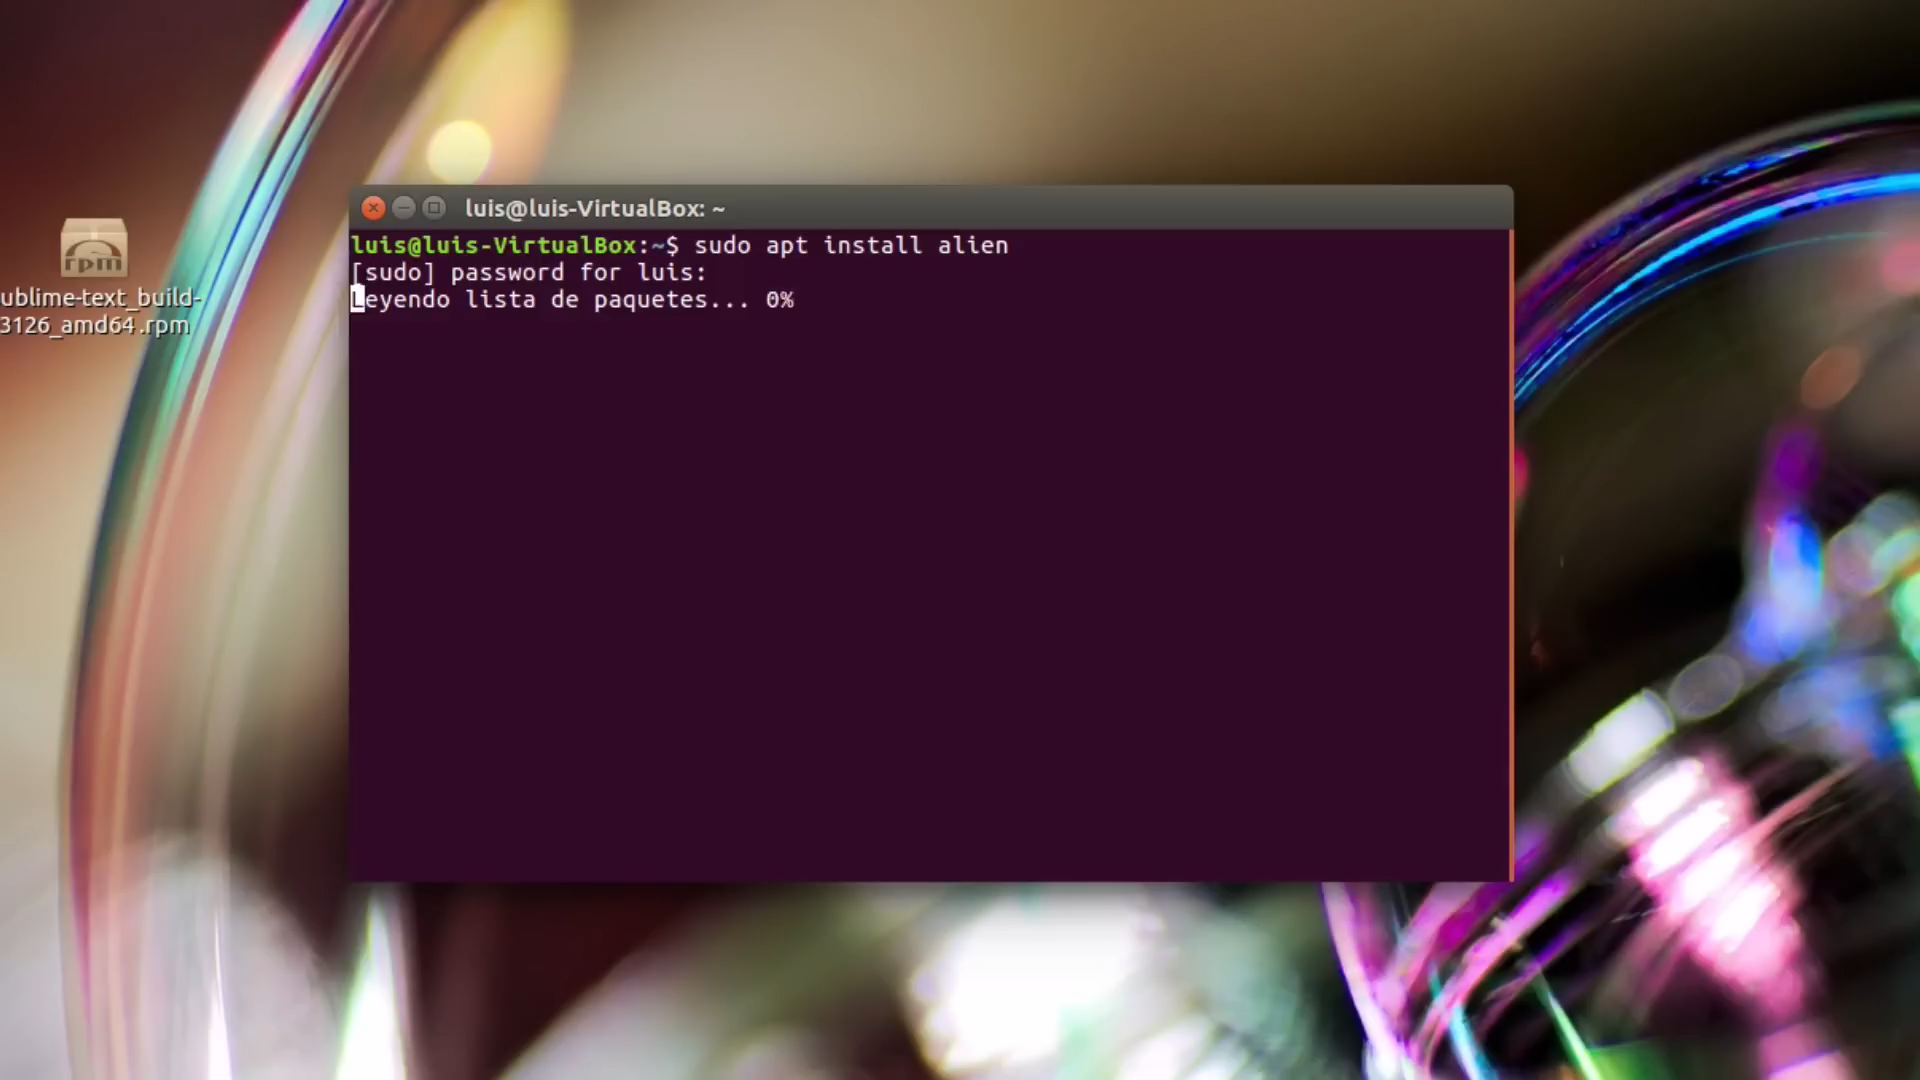 luis@luis-VirtualBox: ~
luis@luis-VirtualBox:~$ sudo apt install alien
[sudo] password for luis:
Leyendo lista de paquetes... 0%
rpm
ublime-text_build-
3126_amd64.rpm